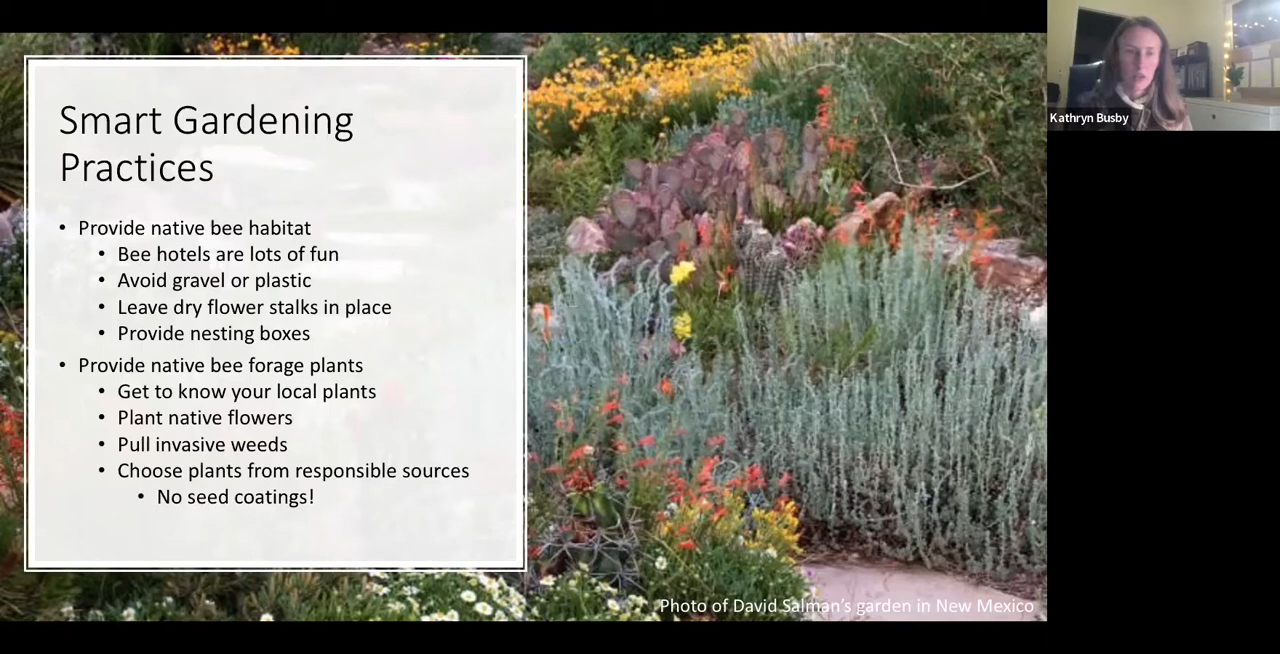 Smart Gardening
Practices
• Provide native bee habitat
• Bee hotels are lots of fun
• Avoid gravel or plastic
• Leave dry flower stalks in place
• Provide nesting boxes
• Provide native bee forage plants
• Get to know your local plants
• Plant native flowers
• Pull invasive weeds
• Choose plants from responsible sources
• No seed coatings!
Photo of David Salman's garden in New Mexico
Kathryn Busby